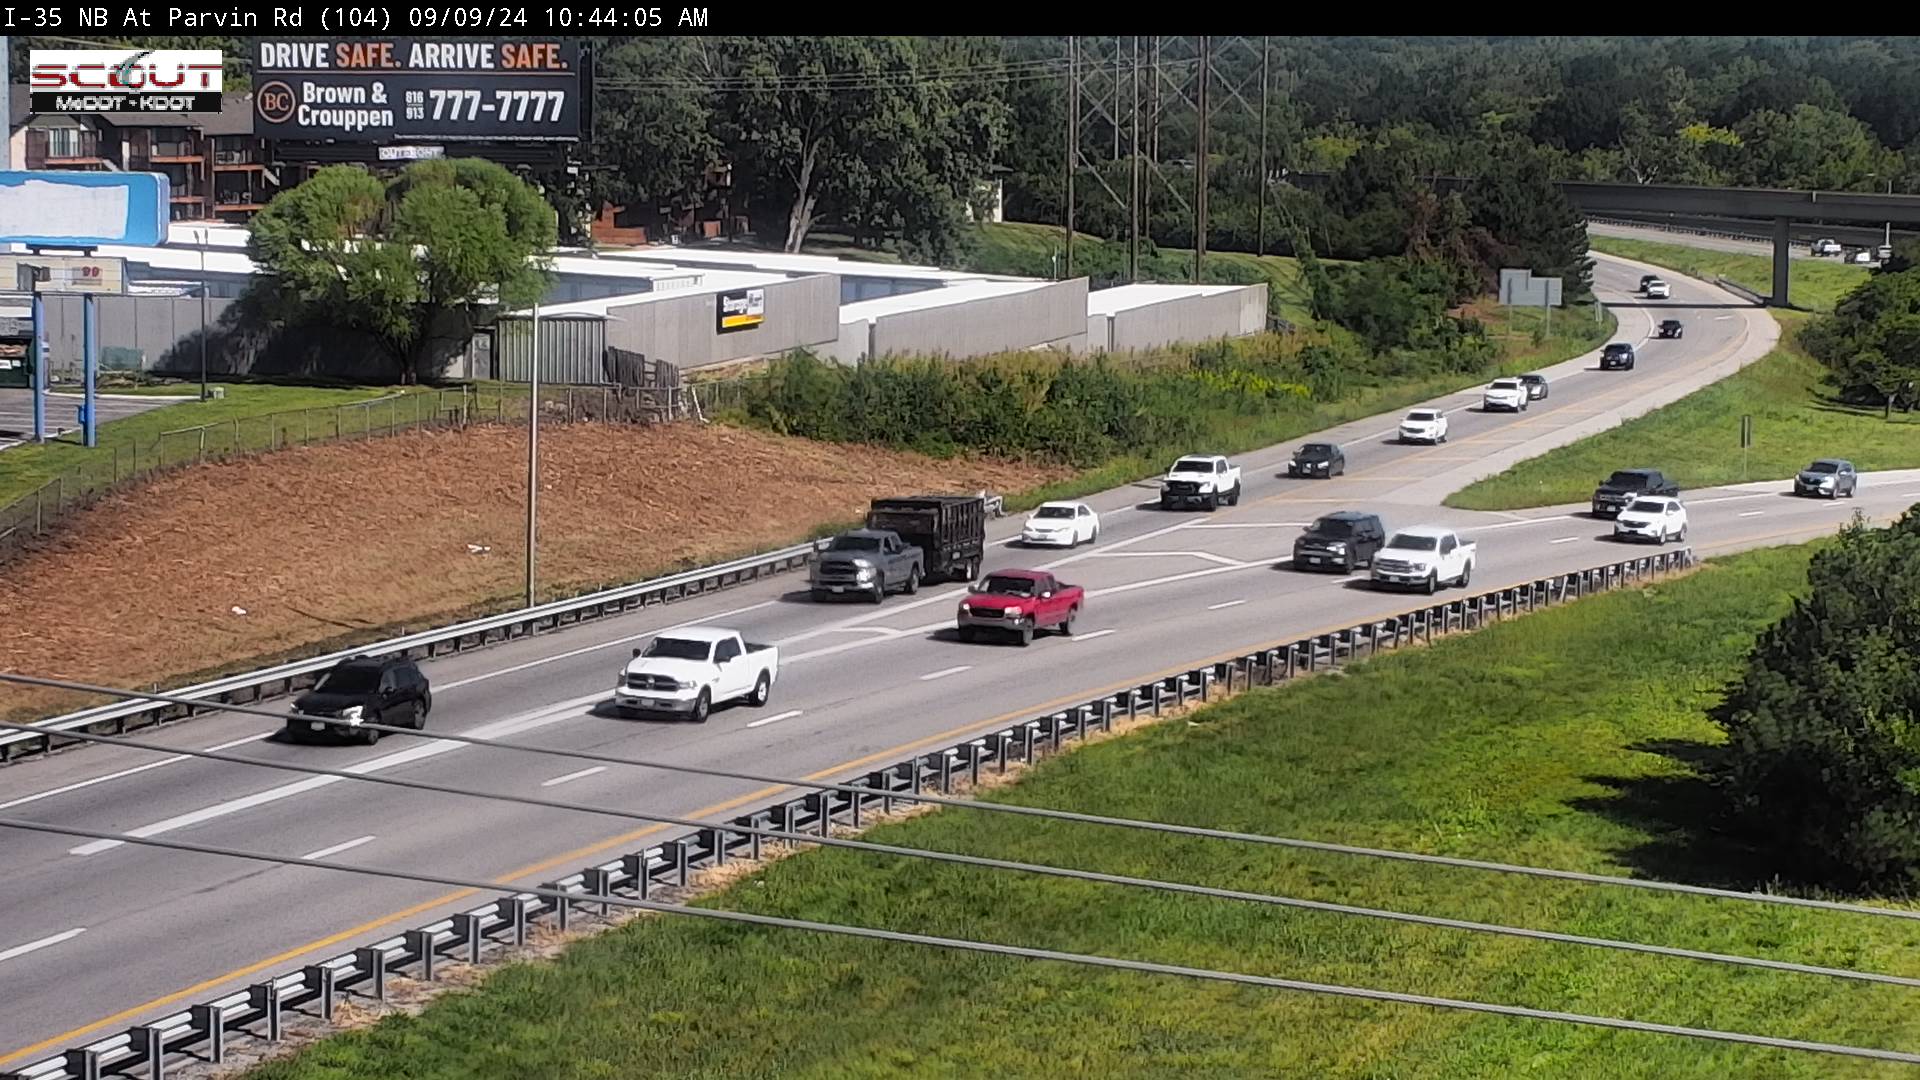 I-35 NB At Parvin Rd (104) 09/09/24 10:44:05 AM
SCOUT
MoDOT - KDOT
DRIVE SAFE. ARRIVE SAFE.
BC Brown & Crouppen
816
913
777-7777
OUTFRONT